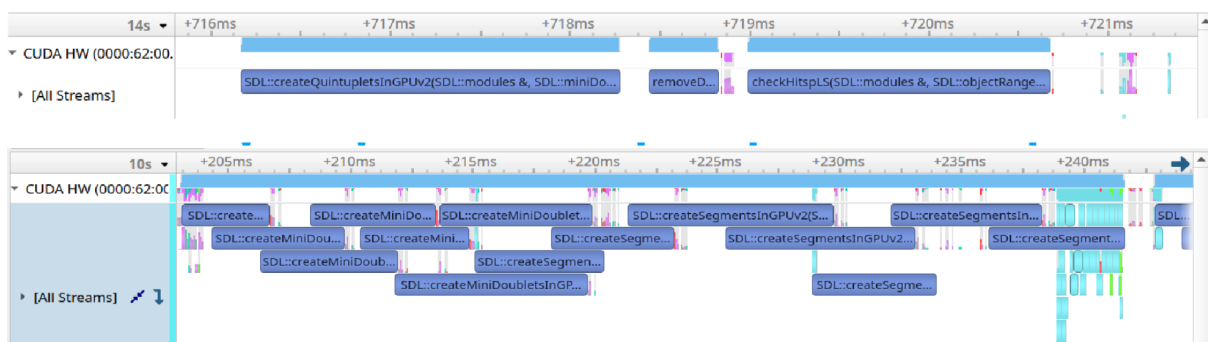 14s +716ms +717ms +718ms +719ms +720ms +721ms
CUDA HW (0000:62:00.
SDL::createQuintupletsInGPUv2(SDL::modules &, SDL::miniDo... removeD... checkHitspLS(SDL::modules &, SDL::objectRange...
[All Streams]
10s +205ms +210ms +215ms +220ms +225ms +230ms +235ms +240ms
CUDA HW (0000:62:00
SDL::create... SDL::createMiniDo... SDL::createMiniDoublet... SDL::createSegmentsInGPUv2(S... SDL::createSegmentsIn... SDL...
SDL::createMiniDou... SDL::createMini... SDL::createSegme... SDL::createSegmentsInGPUv2... SDL::createSegment...
SDL::createMiniDoub... SDL::createSegmen...
SDL::createMiniDoubletsInGP... SDL::createSegme...
[All Streams]